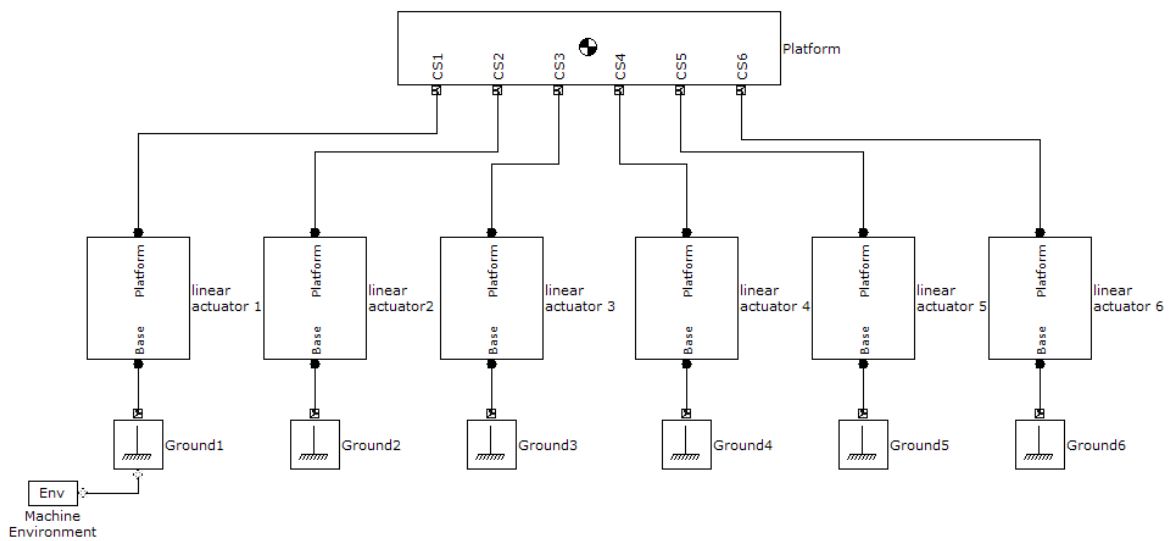 CS1
CS2
CS3
CS4
CS5
CS6
Platform
Platform
Base
linear
actuator 1
Platform
Base
linear
actuator2
Platform
Base
linear
actuator 3
Platform
Base
linear
actuator 4
Platform
Base
linear
actuator 5
Platform
Base
linear
actuator 6
Ground1
Ground2
Ground3
Ground4
Ground5
Ground6
Env
Machine
Environment